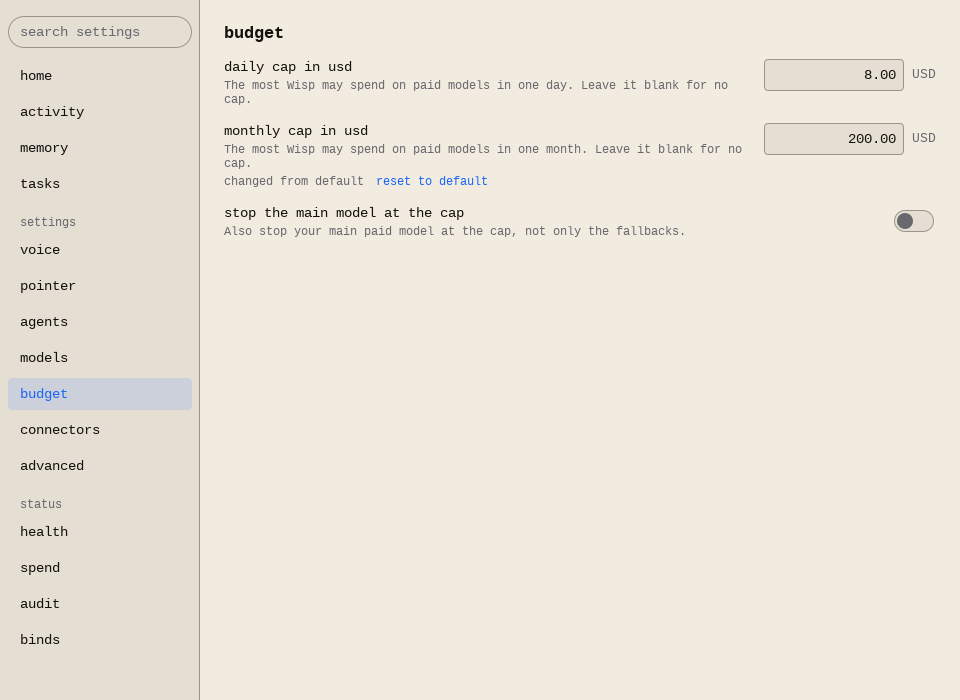 search settings
home
activity
memory
tasks
settings
voice
pointer
agents
models
budget
connectors
advanced
status
health
spend
audit
binds
budget
daily cap in usd
The most Wisp may spend on paid models in one day. Leave it blank for no
cap.
8.00 USD
monthly cap in usd
The most Wisp may spend on paid models in one month. Leave it blank for no
cap.
changed from default reset to default
200.00 USD
stop the main model at the cap
Also stop your main paid model at the cap, not only the fallbacks.